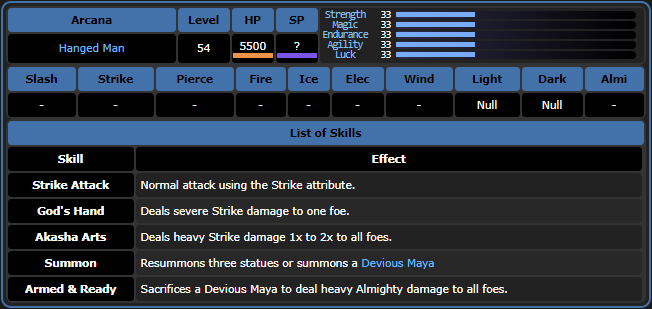 Arcana Level HP SP
Hanged Man 54 5500 ?
Strength 33
Magic 33
Endurance 33
Agility 33
Luck 33
Slash Strike Pierce Fire Ice Elec Wind Light Dark Almi
- - - - - - - Null Null -
List of Skills
Skill Effect
Strike Attack Normal attack using the Strike attribute.
God's Hand Deals severe Strike damage to one foe.
Akasha Arts Deals heavy Strike damage 1x to 2x to all foes.
Summon Resummons three statues or summons a Devious Maya
Armed & Ready Sacrifices a Devious Maya to deal heavy Almighty damage to all foes.